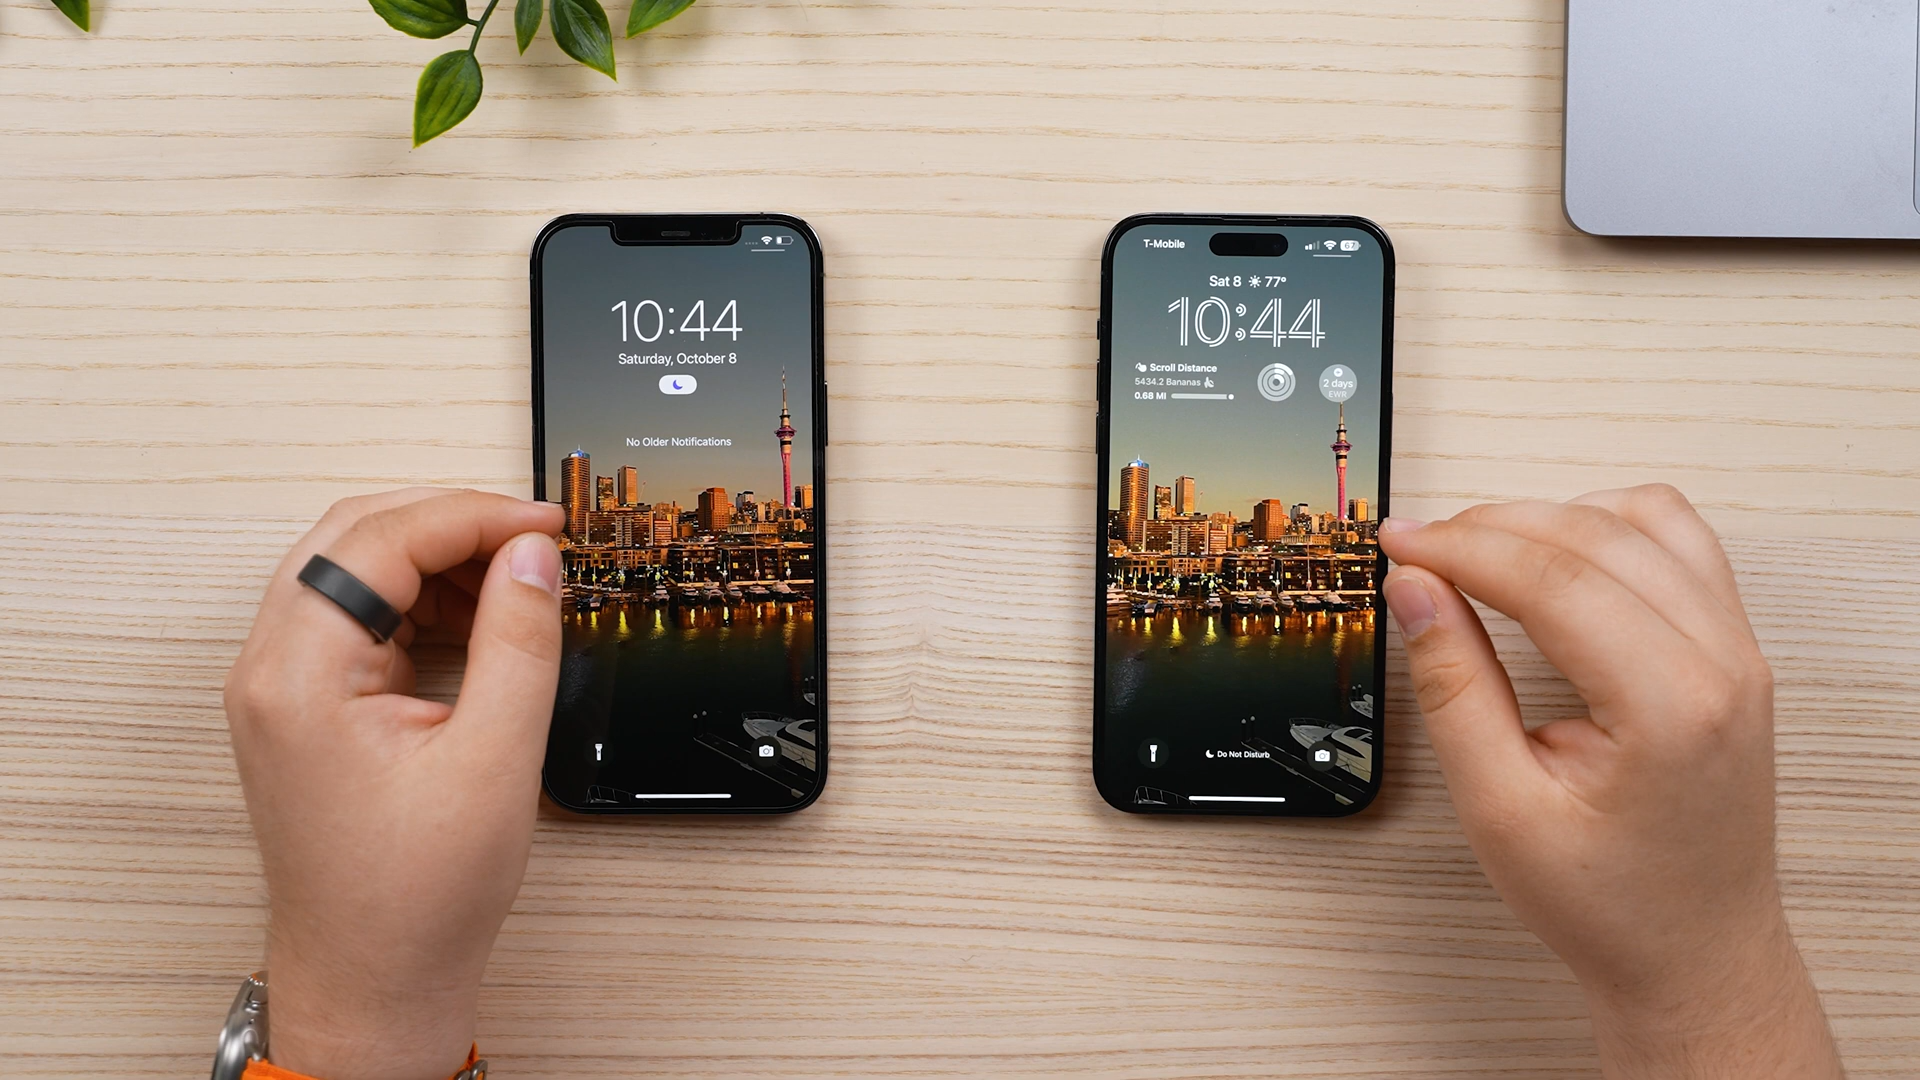 10:44
Saturday, October 8
No Older Notifications
T-Mobile
67
Sat 8 77°
10:44
Scroll Distance
5434.2 Bananas
0.68 MI
2 days
EWR
Do Not Disturb